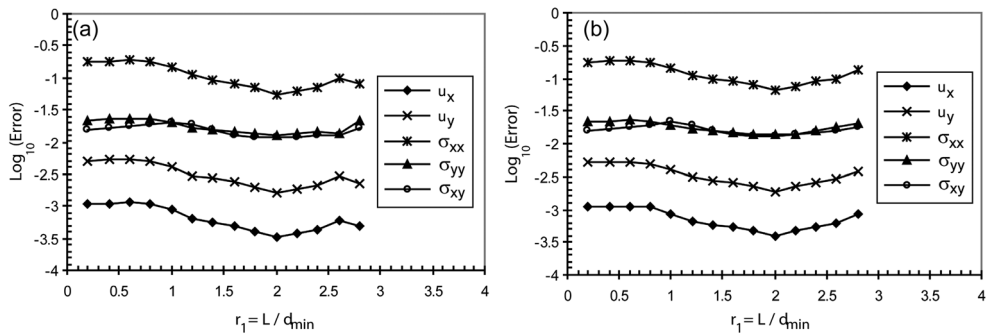 (a)
0
-0.5
-1
-1.5
-2
-2.5
-3
-3.5
-4
Log10(Error)
0 0.5 1 1.5 2 2.5 3 3.5 4
r1 = L / dmin
ux
uy
σxx
σyy
σxy
(b)
0
-0.5
-1
-1.5
-2
-2.5
-3
-3.5
-4
Log10(Error)
0 0.5 1 1.5 2 2.5 3 3.5 4
r1 = L / dmin
ux
uy
σxx
σyy
σxy